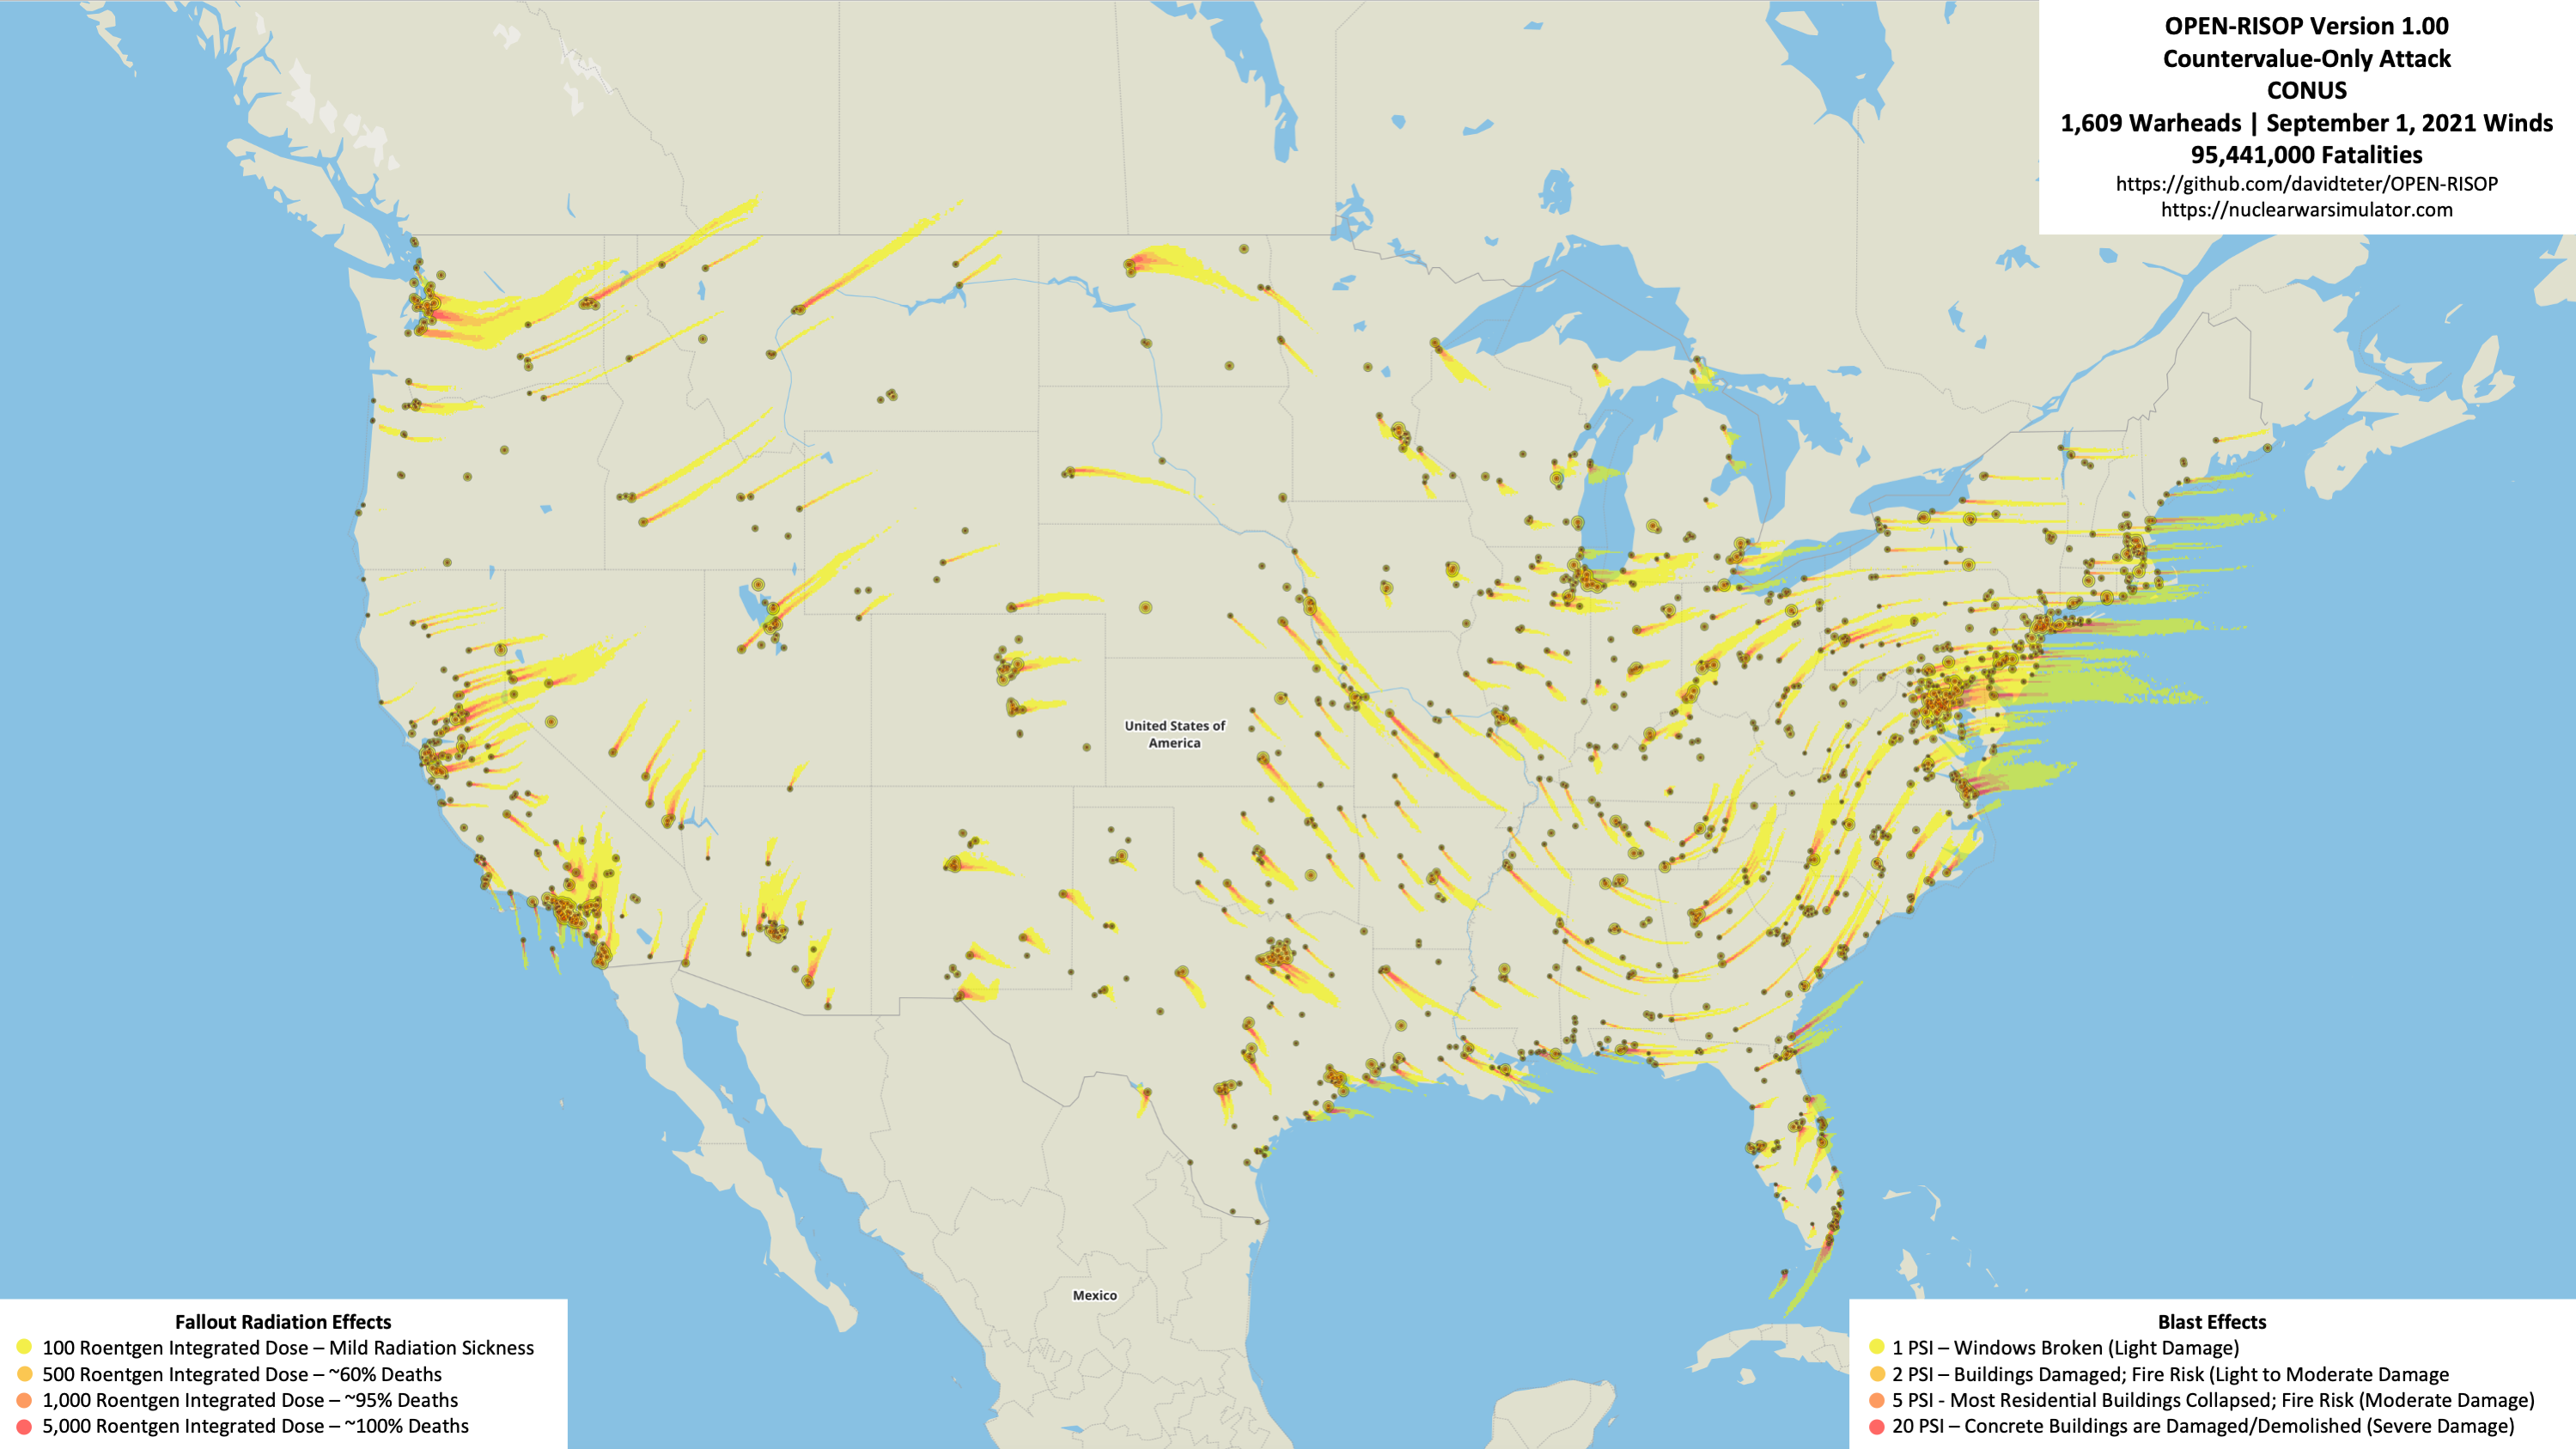 OPEN-RISOP Version 1.00
Countervalue-Only Attack
CONUS
1,609 Warheads | September 1, 2021 Winds
95,441,000 Fatalities
https://github.com/davidteter/OPEN-RISOP
https://nuclearwarsimulator.com
United States of
America
Mexico
Fallout Radiation Effects
100 Roentgen Integrated Dose – Mild Radiation Sickness
500 Roentgen Integrated Dose – ~60% Deaths
1,000 Roentgen Integrated Dose – ~95% Deaths
5,000 Roentgen Integrated Dose – ~100% Deaths
Blast Effects
1 PSI – Windows Broken (Light Damage)
2 PSI – Buildings Damaged; Fire Risk (Light to Moderate Damage
5 PSI - Most Residential Buildings Collapsed; Fire Risk (Moderate Damage)
20 PSI – Concrete Buildings are Damaged/Demolished (Severe Damage)